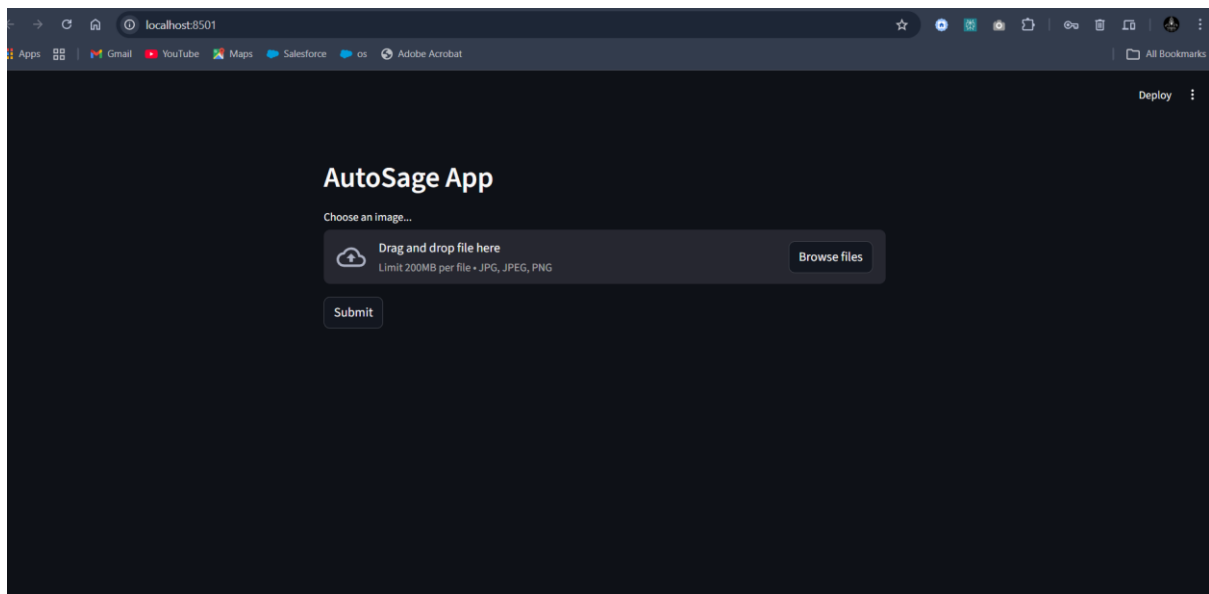 localhost:8501
Apps Gmail YouTube Maps Salesforce os Adobe Acrobat All Bookmarks
Deploy
AutoSage App
Choose an image...
Drag and drop file here
Limit 200MB per file • JPG, JPEG, PNG
Browse files
Submit